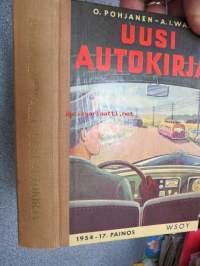 O. POHJANEN – A. I. WA
UUSI
AUTOKIRJA
1954 - 17. PAINOS
WSOY